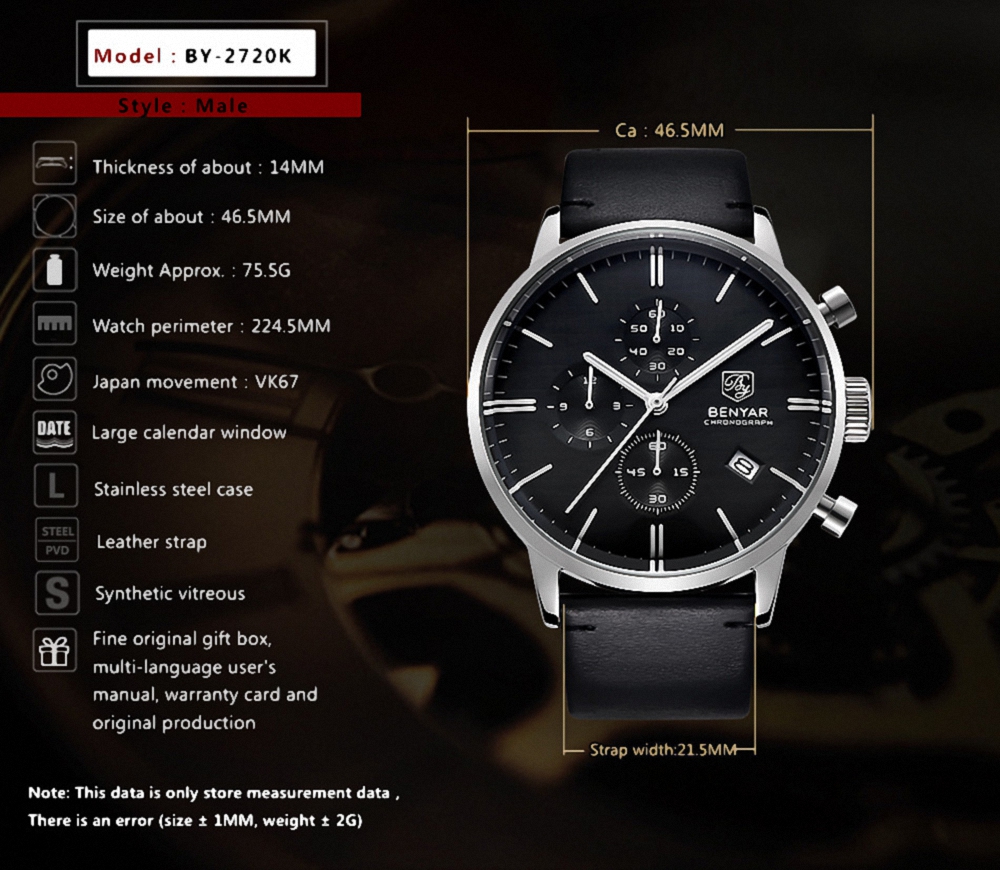 Model : BY-2720K
Style : Male
Thickness of about : 14MM
Size of about : 46.5MM
Weight Approx. : 75.5G
Watch perimeter : 224.5MM
Japan movement : VK67
DATE
Large calendar window
L
Stainless steel case
STEEL
PVD
Leather strap
S
Synthetic vitreous
Fine original gift box,
multi-language user's
manual, warranty card and
original production
Note: This data is only store measurement data ,
There is an error (size ± 1MM, weight ± 2G)
Ca : 46.5MM
60
50 10
40 20
30
12
9 3
6
By
BENYAR
CHRONOGRAPH
60
45 15
30
8
Strap width:21.5MM